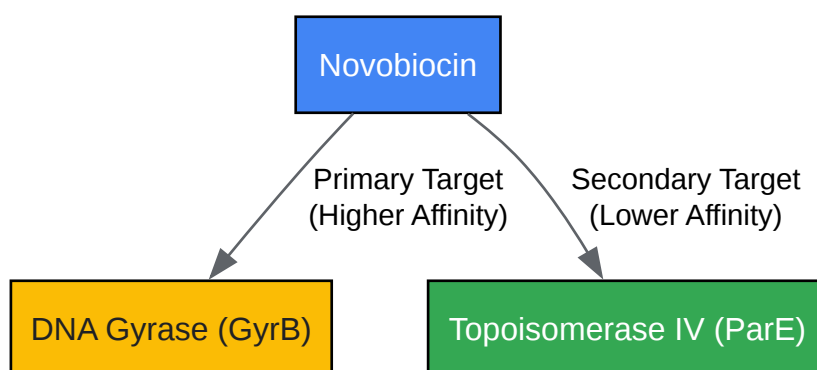 Novobiocin
Primary Target
(Higher Affinity)
Secondary Target
(Lower Affinity)
DNA Gyrase (GyrB)
Topoisomerase IV (ParE)